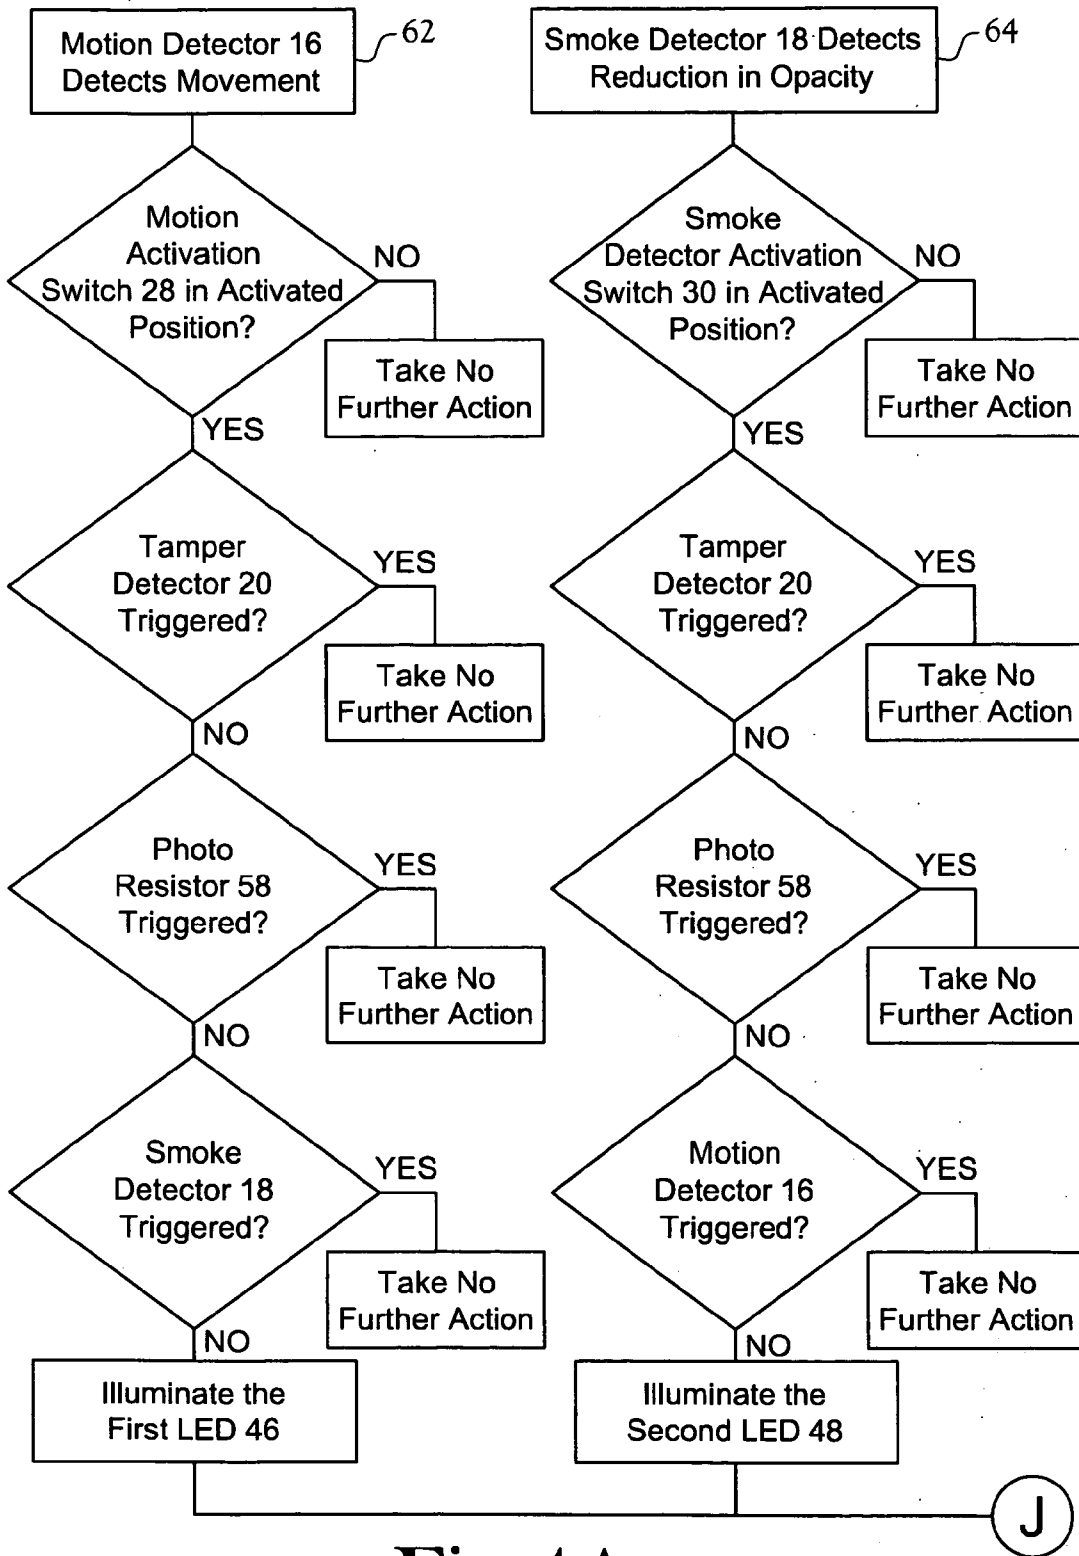 Motion Detector 16
Detects Movement
62
Smoke Detector 18 Detects
Reduction in Opacity
64
Motion
Activation
Switch 28 in Activated
Position?
NO
Take No
Further Action
YES
Smoke
Detector Activation
Switch 30 in Activated
Position?
NO
Take No
Further Action
YES
Tamper
Detector 20
Triggered?
YES
Take No
Further Action
NO
Tamper
Detector 20
Triggered?
YES
Take No
Further Action
NO
Photo
Resistor 58
Triggered?
YES
Take No
Further Action
NO
Photo
Resistor 58
Triggered?
YES
Take No
Further Action
NO
Smoke
Detector 18
Triggered?
YES
Take No
Further Action
NO
Motion
Detector 16
Triggered?
YES
Take No
Further Action
NO
Illuminate the
First LED 46
Illuminate the
Second LED 48
J